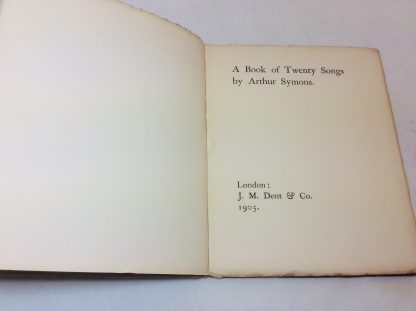 A Book of Twenty Songs
by Arthur Symons.
London:
J. M. Dent & Co.
1905.